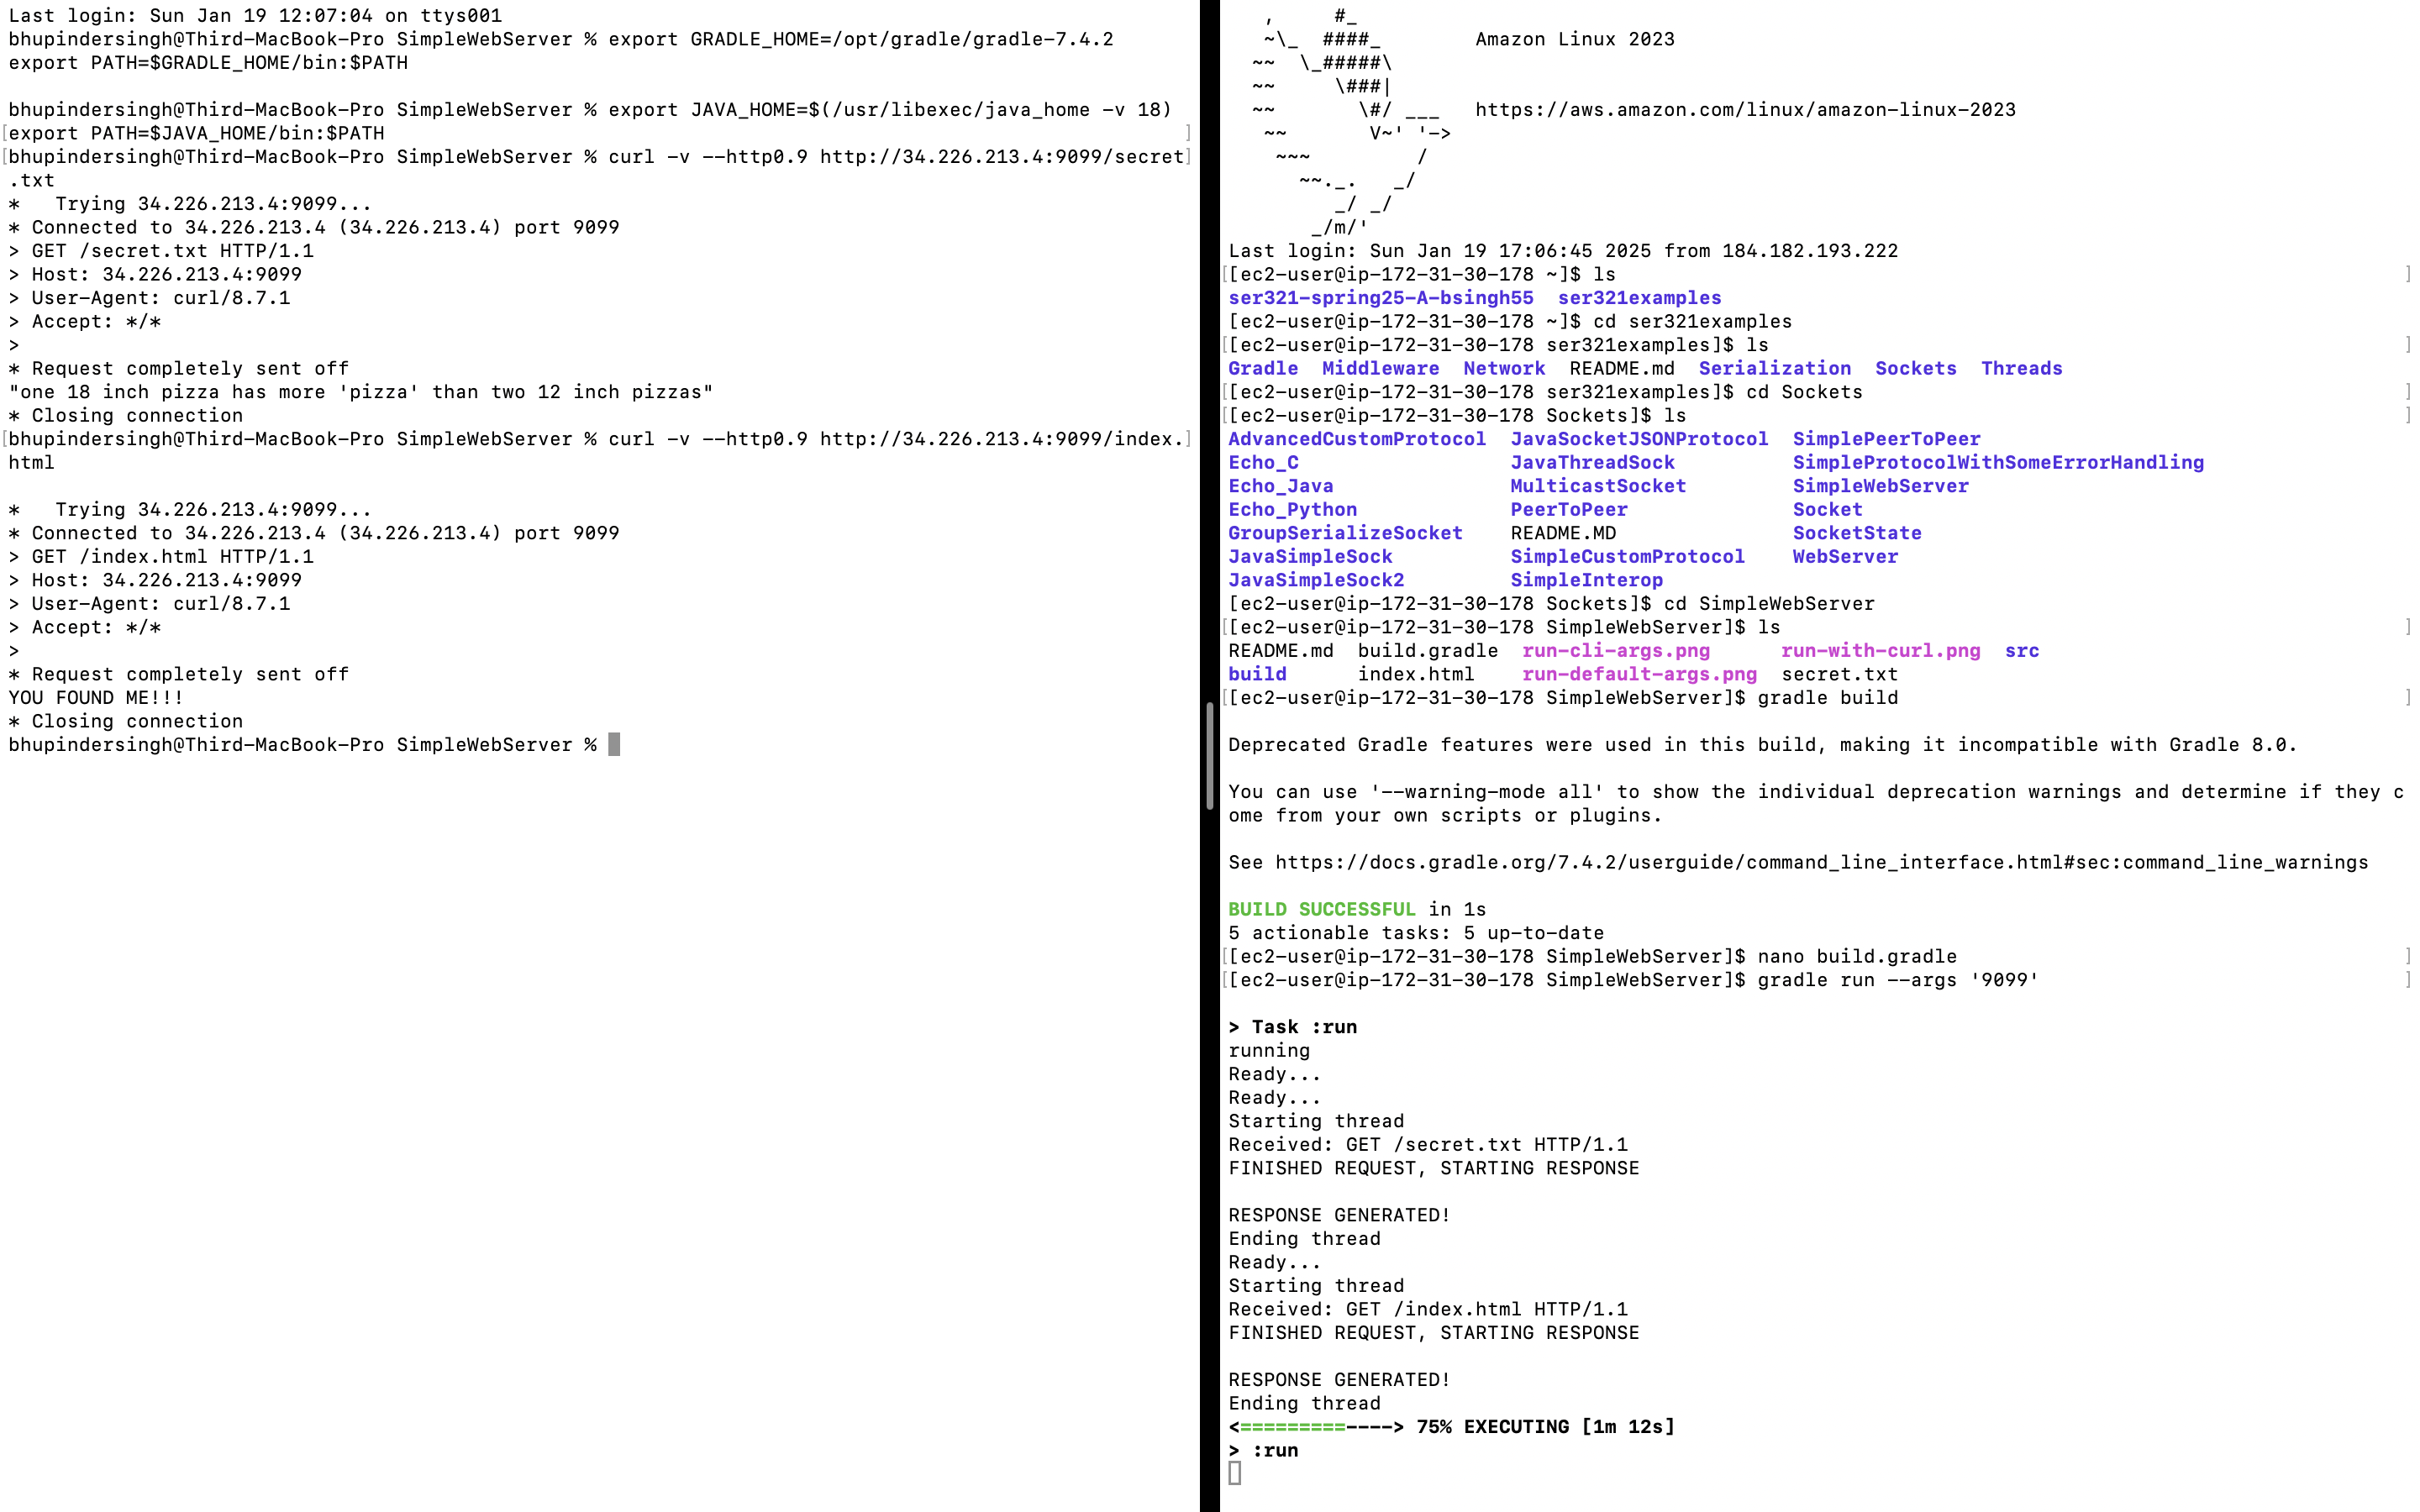 Last login: Sun Jan 19 12:07:04 on ttys001
bhupindersingh@Third-MacBook-Pro SimpleWebServer % export GRADLE_HOME=/opt/gradle/gradle-7.4.2
export PATH=$GRADLE_HOME/bin:$PATH

bhupindersingh@Third-MacBook-Pro SimpleWebServer % export JAVA_HOME=$(/usr/libexec/java_home -v 18)
[export PATH=$JAVA_HOME/bin:$PATH ]
[bhupindersingh@Third-MacBook-Pro SimpleWebServer % curl -v --http0.9 http://34.226.213.4:9099/secret]
.txt
*   Trying 34.226.213.4:9099...
* Connected to 34.226.213.4 (34.226.213.4) port 9099
> GET /secret.txt HTTP/1.1
> Host: 34.226.213.4:9099
> User-Agent: curl/8.7.1
> Accept: */*
>
* Request completely sent off
"one 18 inch pizza has more 'pizza' than two 12 inch pizzas"
* Closing connection
[bhupindersingh@Third-MacBook-Pro SimpleWebServer % curl -v --http0.9 http://34.226.213.4:9099/index.]
html

*   Trying 34.226.213.4:9099...
* Connected to 34.226.213.4 (34.226.213.4) port 9099
> GET /index.html HTTP/1.1
> Host: 34.226.213.4:9099
> User-Agent: curl/8.7.1
> Accept: */*
>
* Request completely sent off
YOU FOUND ME!!!
* Closing connection
bhupindersingh@Third-MacBook-Pro SimpleWebServer %
   ,     #_
   ~\_  ####_        Amazon Linux 2023
  ~~  \_#####\
  ~~     \###|
  ~~       \#/ ___   https://aws.amazon.com/linux/amazon-linux-2023
   ~~       V~' '->
    ~~~         /
      ~~._.   _/
         _/ _/
       _/m/'
Last login: Sun Jan 19 17:06:45 2025 from 184.182.193.222
[[ec2-user@ip-172-31-30-178 ~]$ ls ]
ser321-spring25-A-bsingh55  ser321examples
[ec2-user@ip-172-31-30-178 ~]$ cd ser321examples
[[ec2-user@ip-172-31-30-178 ser321examples]$ ls ]
Gradle  Middleware  Network  README.md  Serialization  Sockets  Threads
[[ec2-user@ip-172-31-30-178 ser321examples]$ cd Sockets ]
[[ec2-user@ip-172-31-30-178 Sockets]$ ls ]
AdvancedCustomProtocol  JavaSocketJSONProtocol  SimplePeerToPeer
Echo_C                  JavaThreadSock          SimpleProtocolWithSomeErrorHandling
Echo_Java               MulticastSocket         SimpleWebServer
Echo_Python             PeerToPeer              Socket
GroupSerializeSocket    README.MD               SocketState
JavaSimpleSock          SimpleCustomProtocol    WebServer
JavaSimpleSock2         SimpleInterop
[ec2-user@ip-172-31-30-178 Sockets]$ cd SimpleWebServer
[[ec2-user@ip-172-31-30-178 SimpleWebServer]$ ls ]
README.md  build.gradle  run-cli-args.png      run-with-curl.png  src
build      index.html    run-default-args.png  secret.txt
[[ec2-user@ip-172-31-30-178 SimpleWebServer]$ gradle build ]

Deprecated Gradle features were used in this build, making it incompatible with Gradle 8.0.

You can use '--warning-mode all' to show the individual deprecation warnings and determine if they c
ome from your own scripts or plugins.

See https://docs.gradle.org/7.4.2/userguide/command_line_interface.html#sec:command_line_warnings

BUILD SUCCESSFUL in 1s
5 actionable tasks: 5 up-to-date
[[ec2-user@ip-172-31-30-178 SimpleWebServer]$ nano build.gradle ]
[[ec2-user@ip-172-31-30-178 SimpleWebServer]$ gradle run --args '9099' ]

> Task :run
running
Ready...
Ready...
Starting thread
Received: GET /secret.txt HTTP/1.1
FINISHED REQUEST, STARTING RESPONSE

RESPONSE GENERATED!
Ending thread
Ready...
Starting thread
Received: GET /index.html HTTP/1.1
FINISHED REQUEST, STARTING RESPONSE

RESPONSE GENERATED!
Ending thread
<=========----> 75% EXECUTING [1m 12s]
> :run